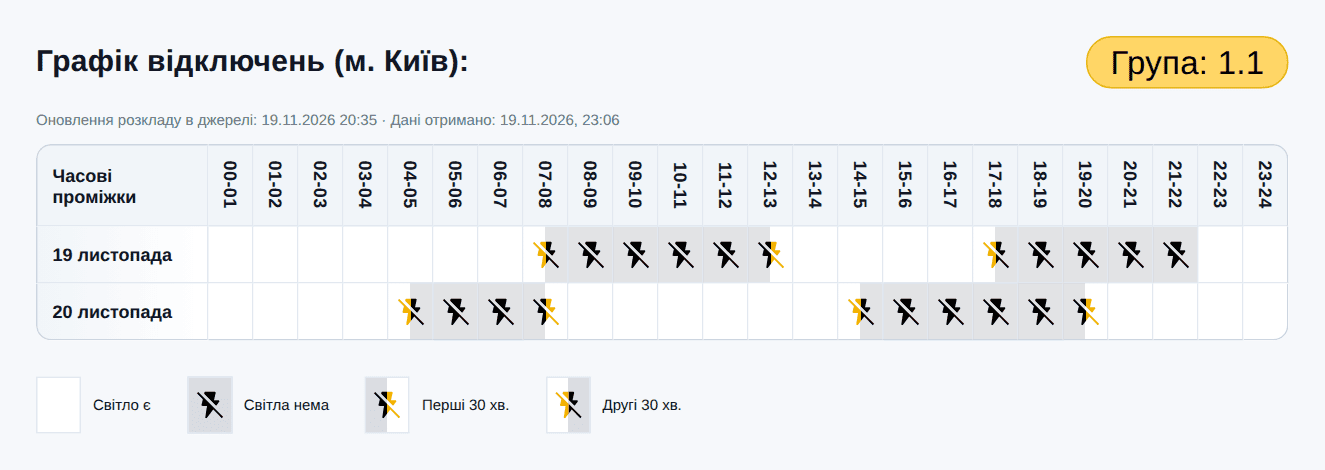 Графік відключень (м. Київ):
Група: 1.1
Оновлення розкладу в джерелі: 19.11.2026 20:35 · Дані отримано: 19.11.2026, 23:06
Часові
проміжки
00-01
01-02
02-03
03-04
04-05
05-06
06-07
07-08
08-09
09-10
10-11
11-12
12-13
13-14
14-15
15-16
16-17
17-18
18-19
19-20
20-21
21-22
22-23
23-24
19 листопада
20 листопада
Світло є
Світла нема
Перші 30 хв.
Другі 30 хв.